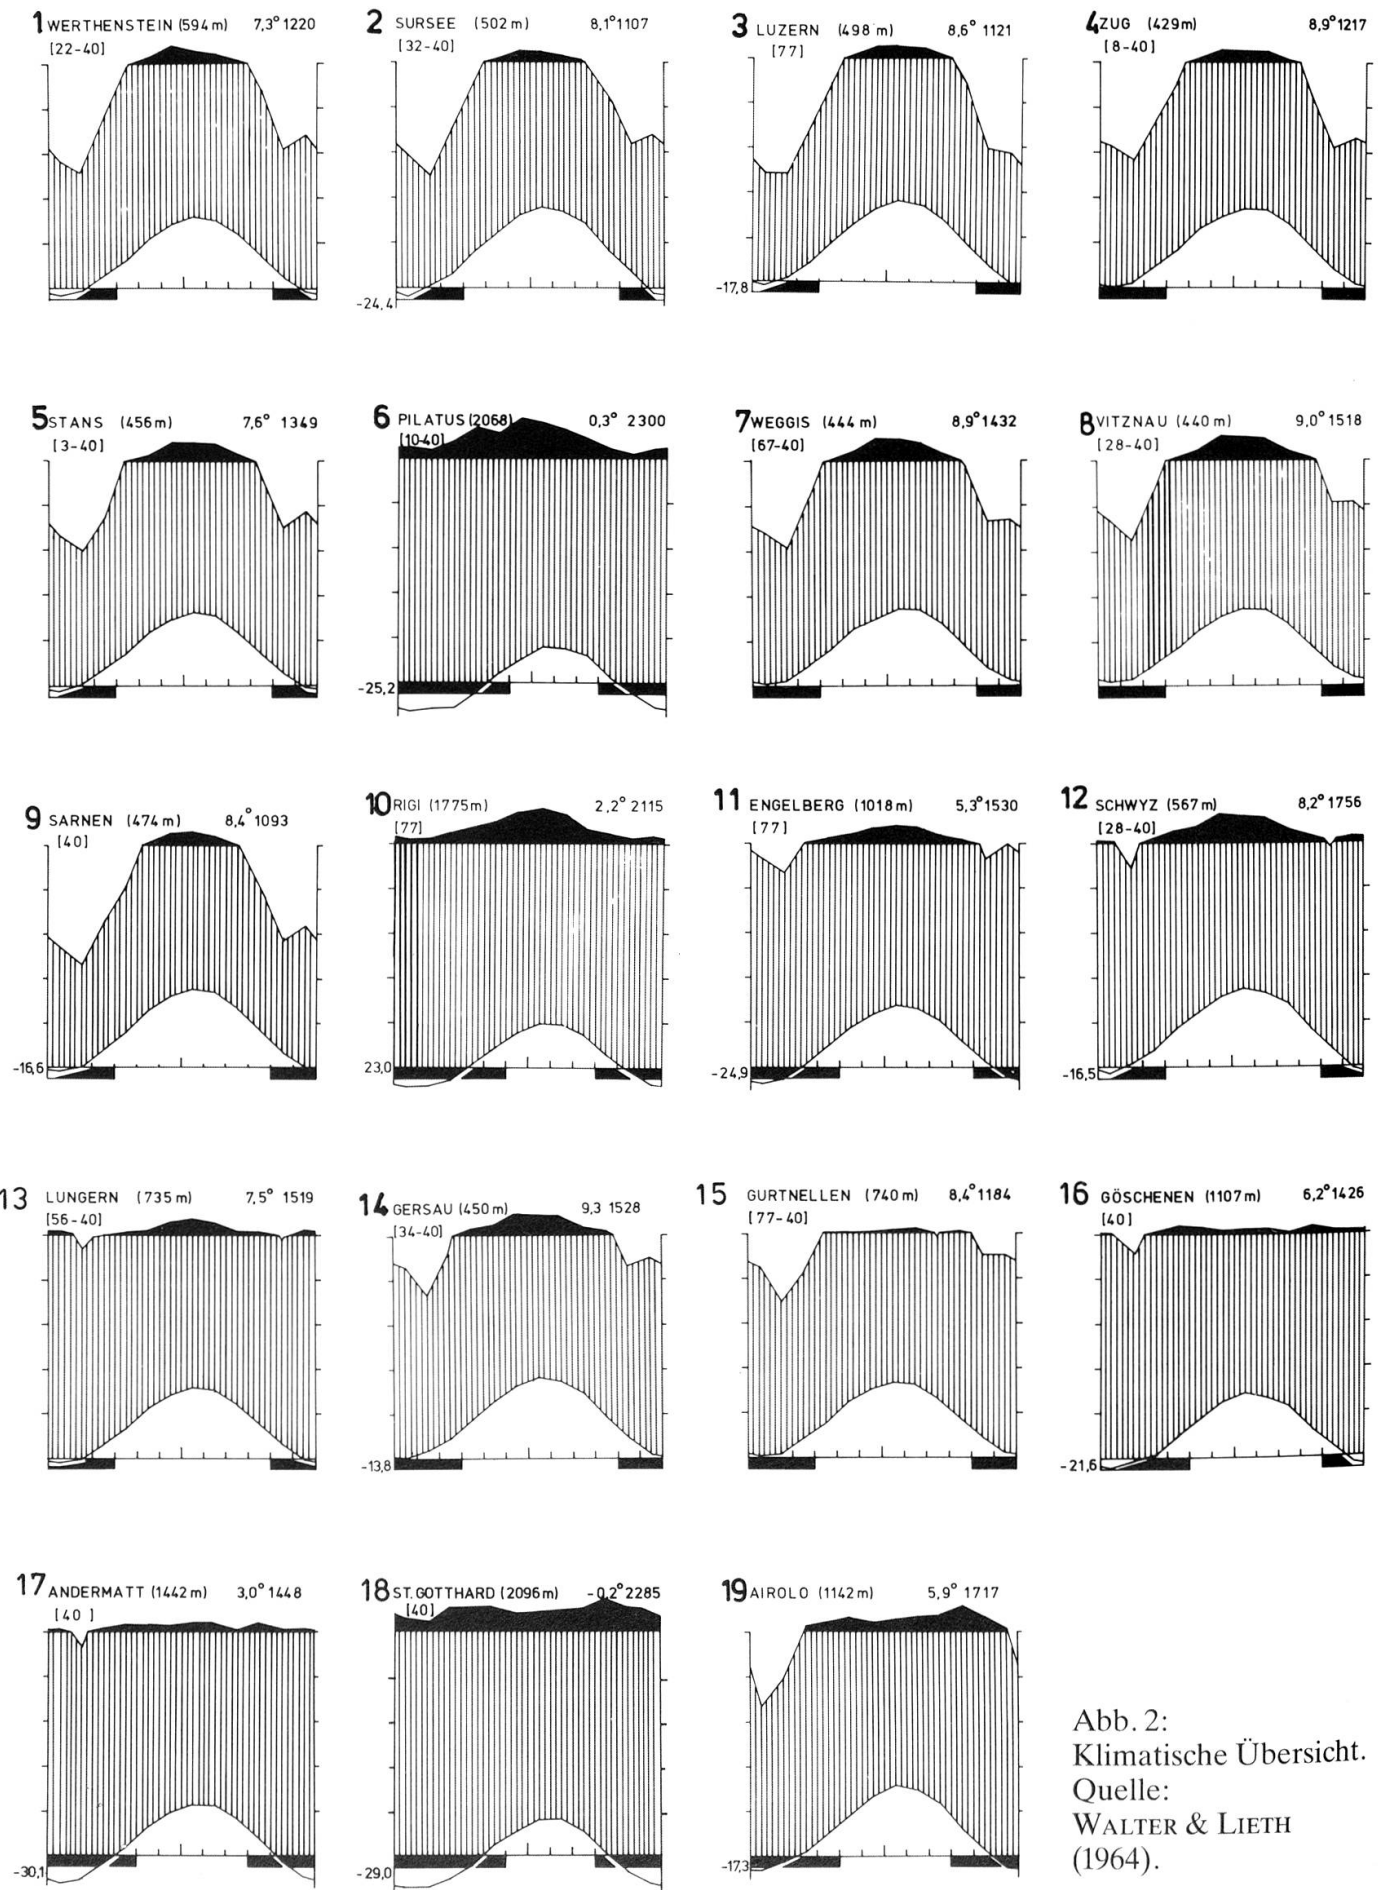 1 WERTHENSTEIN (594 m) 7,3° 1220
[22-40]
2 SURSEE (502 m) 8,1° 1107
[32-40]
-24,4
3 LUZERN (498 m) 8,6° 1121
[77]
-17,8
4 ZUG (429m) 8,9° 1217
[8-40]
5 STANS (456m) 7,6° 1349
[3-40]
6 PILATUS (2068) 0,3° 2300
[10-40]
-25,2
7 WEGGIS (444 m) 8,9° 1432
[67-40]
8 VITZNAU (440 m) 9,0° 1518
[28-40]
9 SARNEN (474 m) 8,4° 1093
[40]
-16,6
10 RIGI (1775m) 2,2° 2115
[77]
23,0
11 ENGELBERG (1018m) 5,3° 1530
[77]
-24,9
12 SCHWYZ (567m) 8,2° 1756
[28-40]
-16,5
13 LUNGERN (735 m) 7,5° 1519
[56-40]
14 GERSAU (450 m) 9,3 1528
[34-40]
-13,8
15 GURTNELLEN (740 m) 8,4° 1184
[77-40]
16 GÖSCHENEN (1107 m) 6,2° 1426
[40]
-21,6
17 ANDERMATT (1442 m) 3,0° 1448
[40 ]
-30,1
18 ST. GOTTHARD (2096m) -0,2° 2285
[40]
-29,0
19 AIROLO (1142m) 5,9° 1717
-17,3
Abb. 2:
Klimatische Übersicht.
Quelle:
WALTER & LIETH
(1964).